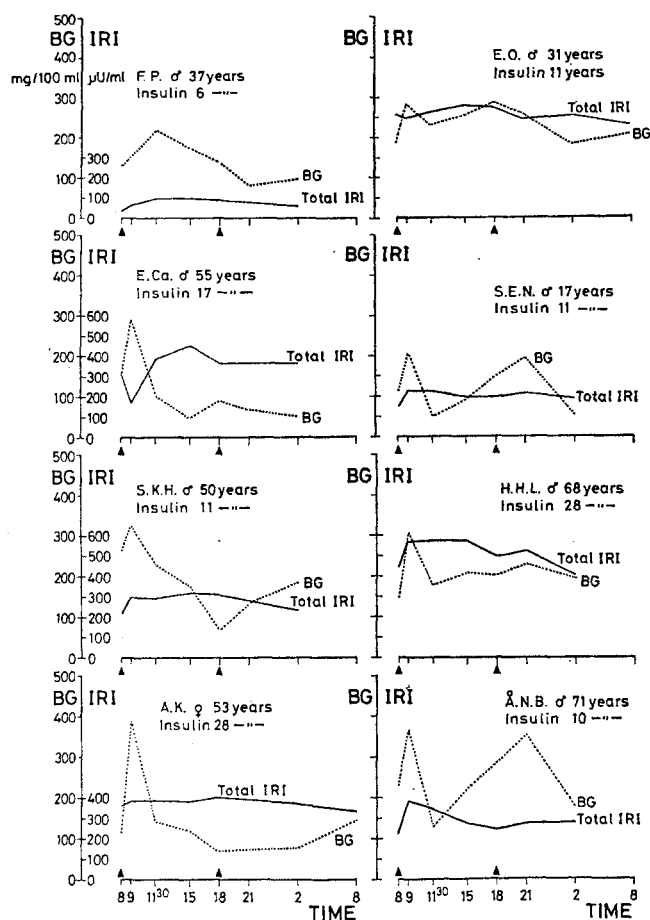 BG IRI
500
400
mg/100 ml µU/ml
300
200
100
0
300
200
100
0
F.P. ♂ 37 years
Insulin 6 —"—
BG
Total IRI
BG IRI
E.O. ♂ 31 years
Insulin 11 years
Total IRI
BG
BG IRI
500
400
300
200
100
0
600
500
400
300
200
100
0
E.Ca. ♂ 55 years
Insulin 17 —"—
Total IRI
BG
BG IRI
S.E.N. ♂ 17 years
Insulin 11 —"—
BG
Total IRI
BG IRI
500
400
300
200
100
0
600
500
400
300
200
100
0
S.K.H. ♂ 50 years
Insulin 11 —"—
BG
Total IRI
BG IRI
H.H.L. ♂ 68 years
Insulin 28 —"—
Total IRI
BG
BG IRI
500
400
300
200
100
0
400
300
200
100
0
A.K. ♀ 53 years
Insulin 28 —"—
Total IRI
BG
8 9 11³⁰ 15 18 21 2 8
TIME
BG IRI
Å.N.B. ♂ 71 years
Insulin 10 —"—
BG
Total IRI
8 9 11³⁰ 15 18 21 2 8
TIME